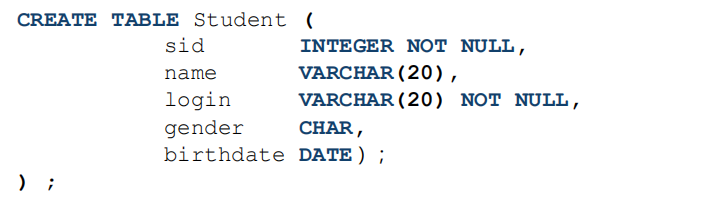 CREATE TABLE Student (
sid INTEGER NOT NULL,
name VARCHAR(20),
login VARCHAR(20) NOT NULL,
gender CHAR,
birthdate DATE);
) ;